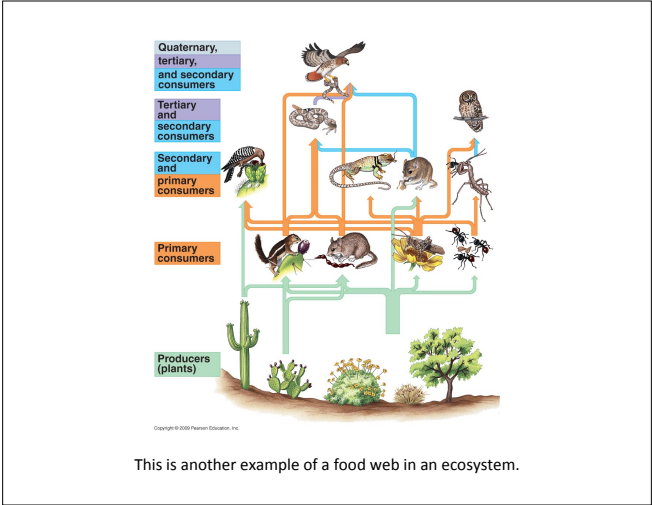 Quaternary,
tertiary,
and secondary
consumers
Tertiary
and
secondary
consumers
Secondary
and
primary
consumers
Primary
consumers
Producers
(plants)
Copyright © 2009 Pearson Education, Inc.
This is another example of a food web in an ecosystem.